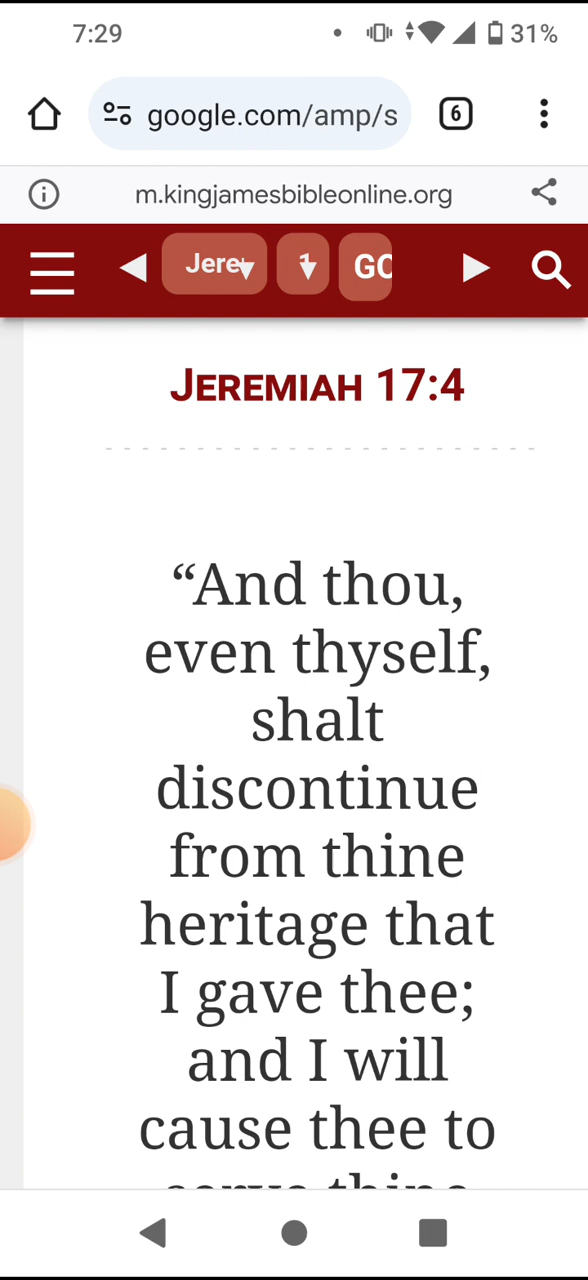 7:29 31%
google.com/amp/s 6
m.kingjamesbibleonline.org
Jere 1
JEREMIAH 17:4
“And thou,
even thyself,
shalt
discontinue
from thine
heritage that
I gave thee;
and I will
cause thee to